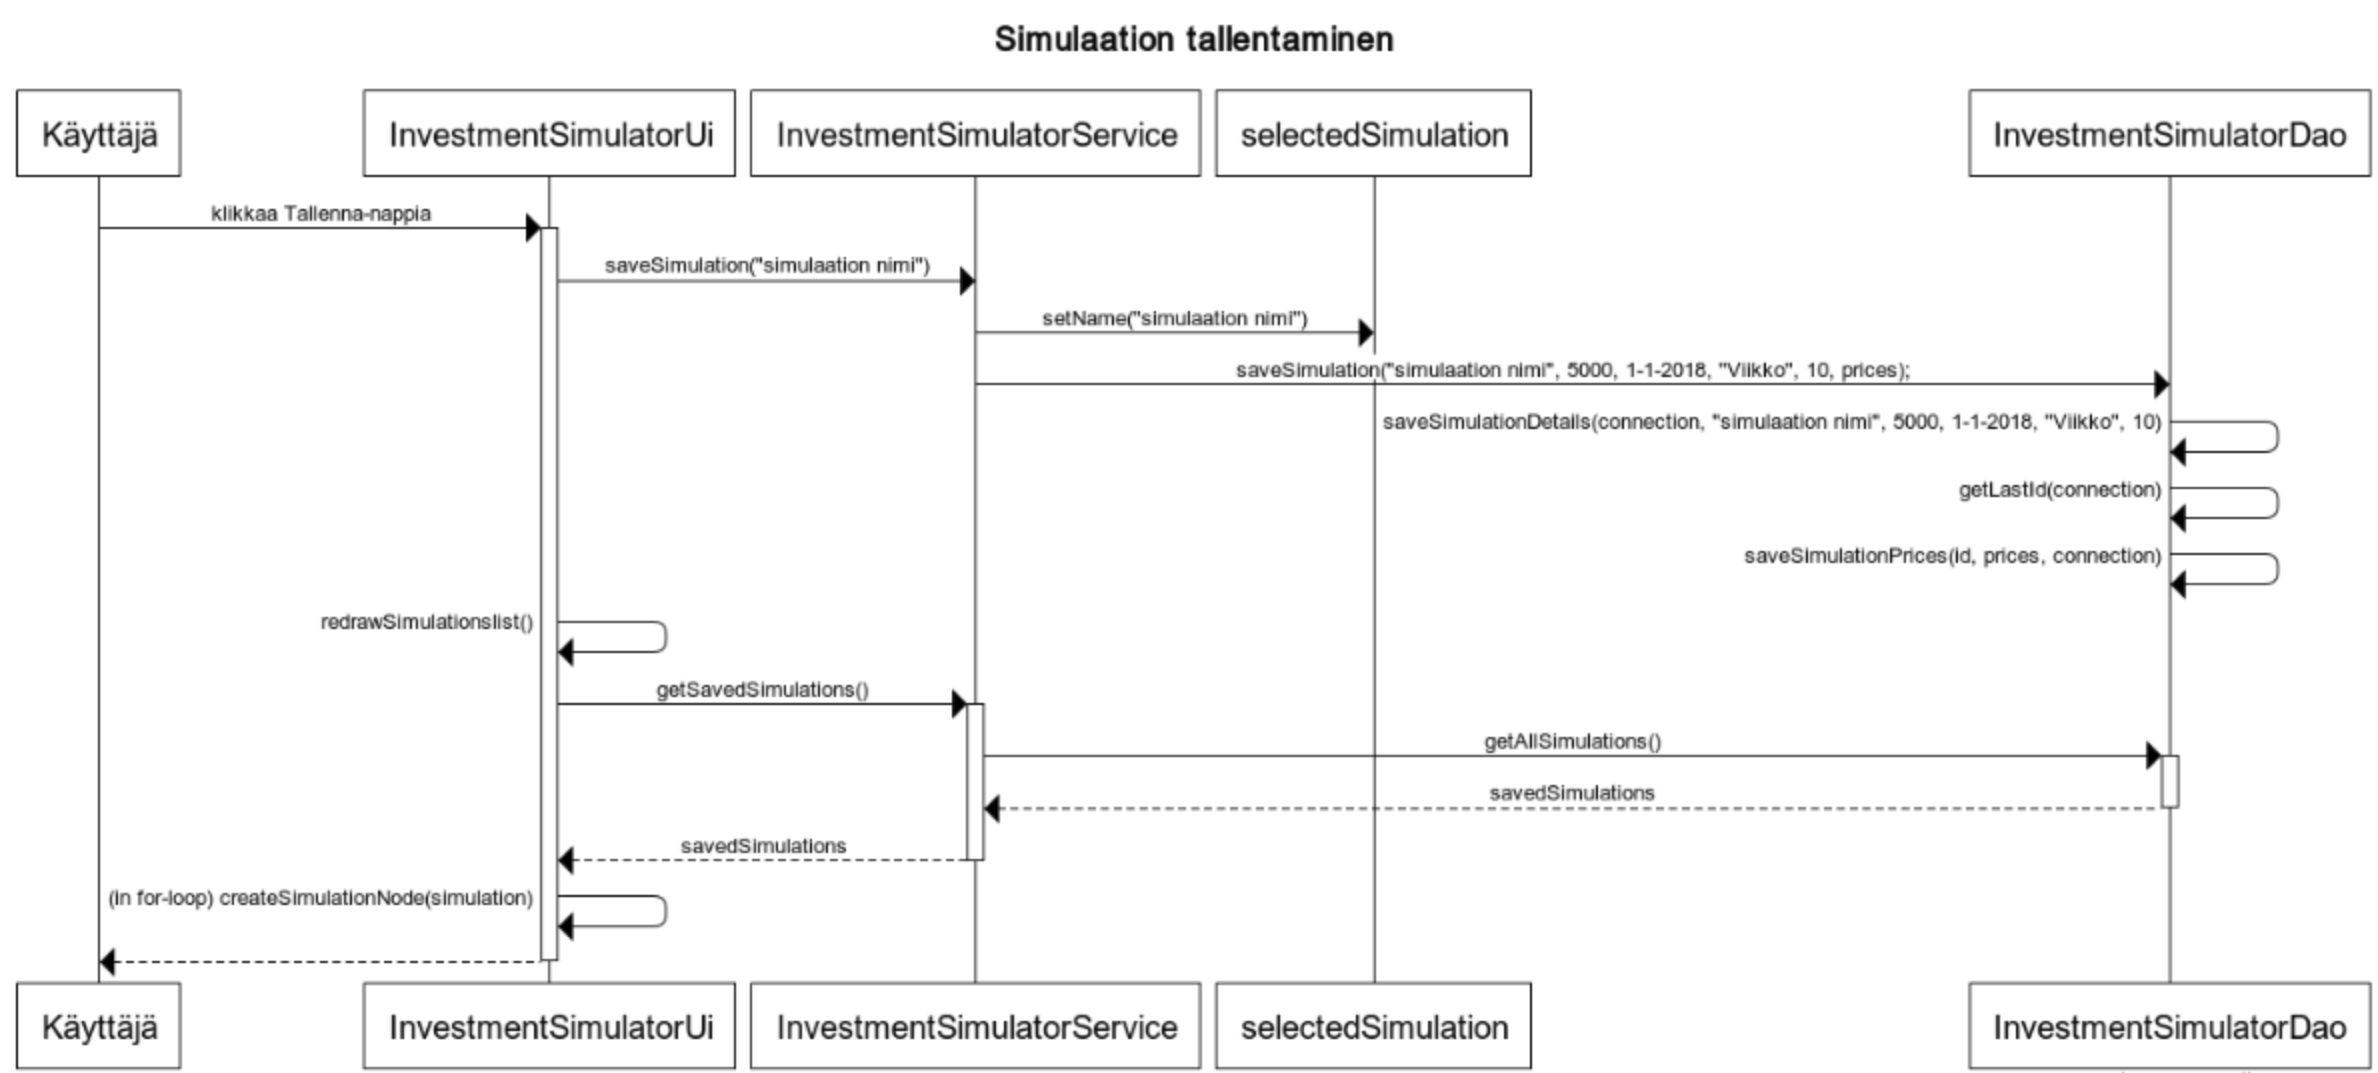 Simulaation tallentaminen
Käyttäjä
InvestmentSimulatorUi
InvestmentSimulatorService
selectedSimulation
InvestmentSimulatorDao
klikkaa Tallenna-nappia
saveSimulation("simulaation nimi")
setName("simulaation nimi")
saveSimulation("simulaation nimi", 5000, 1-1-2018, "Viikko", 10, prices);
saveSimulationDetails(connection, "simulaation nimi", 5000, 1-1-2018, "Viikko", 10)
getLastId(connection)
saveSimulationPrices(id, prices, connection)
redrawSimulationslist()
getSavedSimulations()
getAllSimulations()
savedSimulations
savedSimulations
(in for-loop) createSimulationNode(simulation)
Käyttäjä
InvestmentSimulatorUi
InvestmentSimulatorService
selectedSimulation
InvestmentSimulatorDao